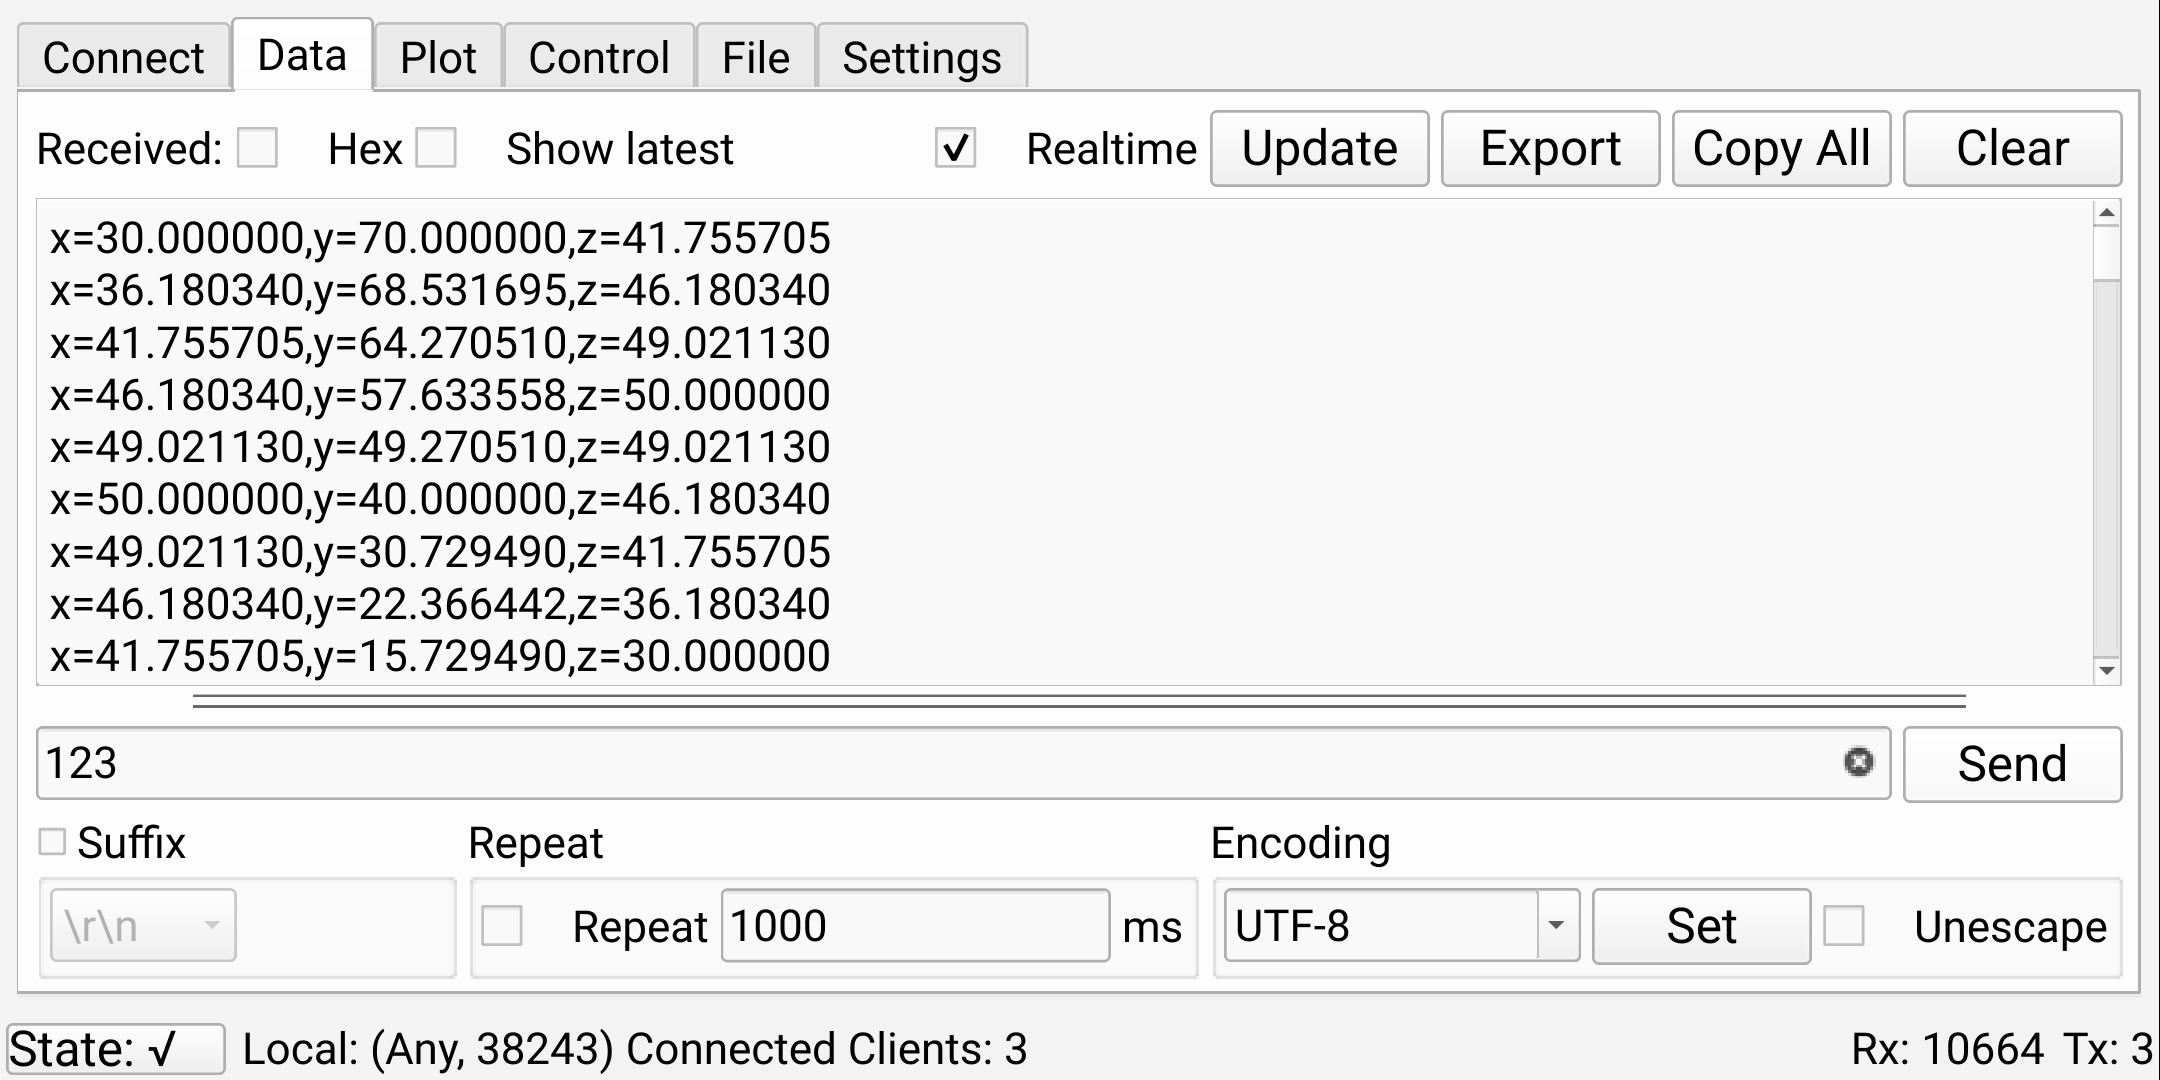 Connect Data Plot Control File Settings
Received: Hex Show latest Realtime Update Export Copy All Clear
x=30.000000,y=70.000000,z=41.755705
x=36.180340,y=68.531695,z=46.180340
x=41.755705,y=64.270510,z=49.021130
x=46.180340,y=57.633558,z=50.000000
x=49.021130,y=49.270510,z=49.021130
x=50.000000,y=40.000000,z=46.180340
x=49.021130,y=30.729490,z=41.755705
x=46.180340,y=22.366442,z=36.180340
x=41.755705,y=15.729490,z=30.000000
123 Send
Suffix Repeat Encoding
\r\n Repeat 1000 ms UTF-8 Set Unescape
State: √ Local: (Any, 38243) Connected Clients: 3 Rx: 10664 Tx: 3